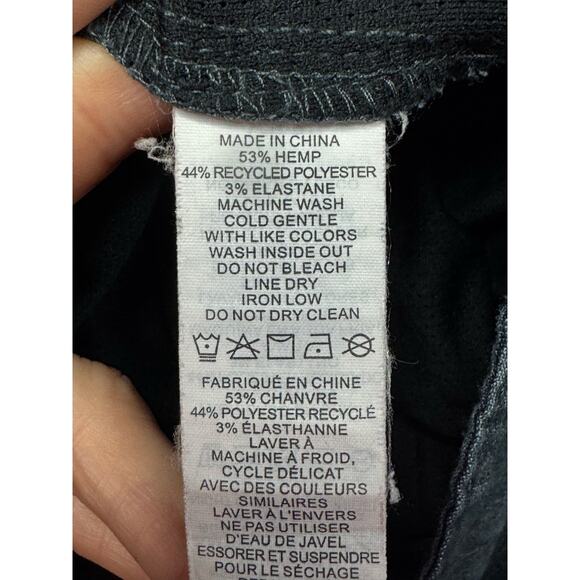 MADE IN CHINA
53% HEMP
44% RECYCLED POLYESTER
3% ELASTANE
MACHINE WASH
COLD GENTLE
WITH LIKE COLORS
WASH INSIDE OUT
DO NOT BLEACH
LINE DRY
IRON LOW
DO NOT DRY CLEAN
FABRIQUÉ EN CHINE
53% CHANVRE
44% POLYESTER RECYCLÉ
3% ÉLASTHANNE
LAVER À
MACHINE À FROID,
CYCLE DÉLICAT
AVEC DES COULEURS
SIMILAIRES
LAVER À L'ENVERS
NE PAS UTILISER
D'EAU DE JAVEL
ESSORER ET SUSPENDRE
POUR LE SÉCHAGE